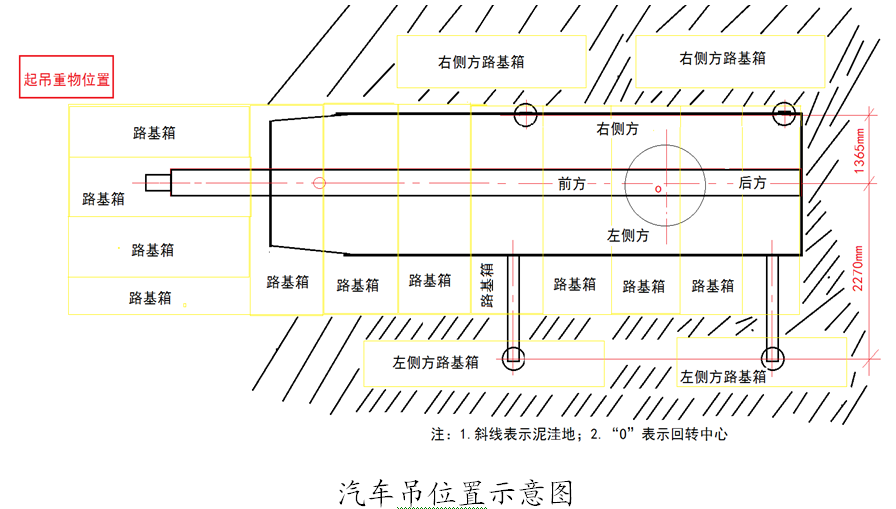 右侧方路基箱
右侧方路基箱
起吊重物位置
路基箱
右侧方
1365mm
路基箱
前方
后方
o
左侧方
路基箱
路基箱
路基箱
路基箱
路基箱
路基箱
路基箱
路基箱
路基箱
2270mm
左侧方路基箱
左侧方路基箱
注：1.斜线表示泥洼地；2.“O”表示回转中心
汽车吊位置示意图